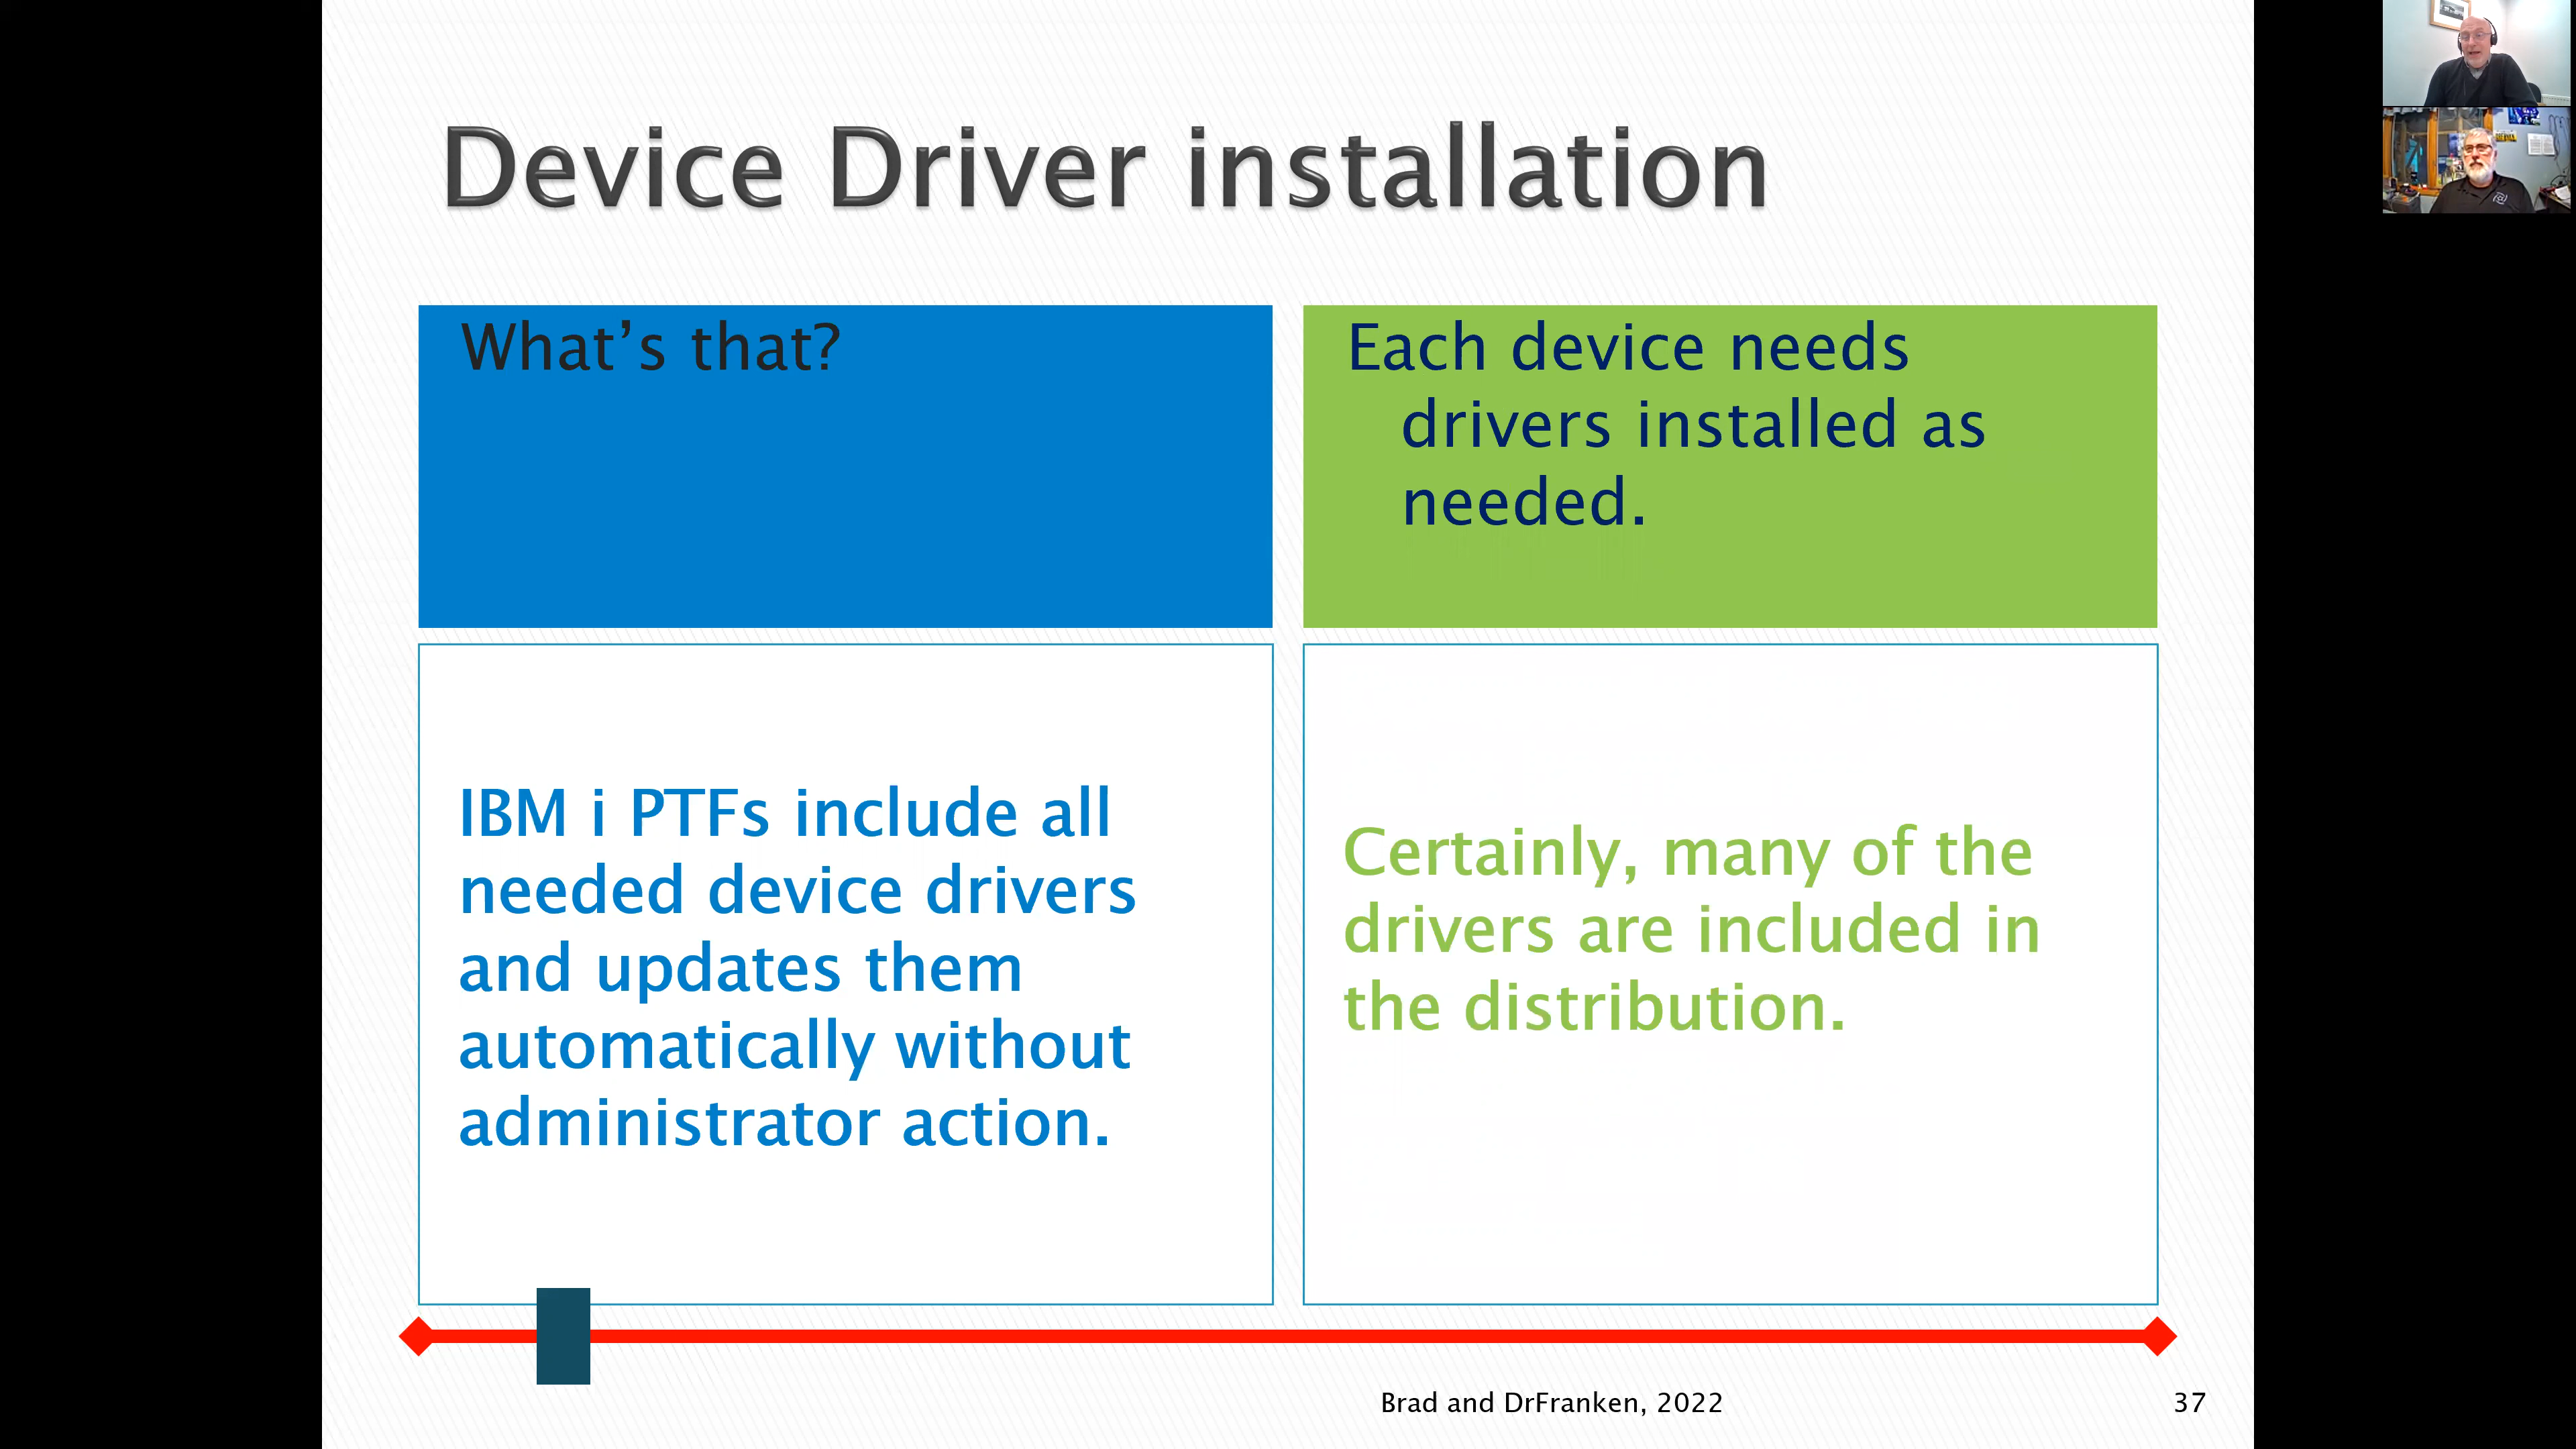 Device Driver installation
What’s that?
Each device needs
drivers installed as
needed.
IBM i PTFs include all
needed device drivers
and updates them
automatically without
administrator action.
Certainly, many of the
drivers are included in
the distribution.
Brad and DrFranken, 2022
37